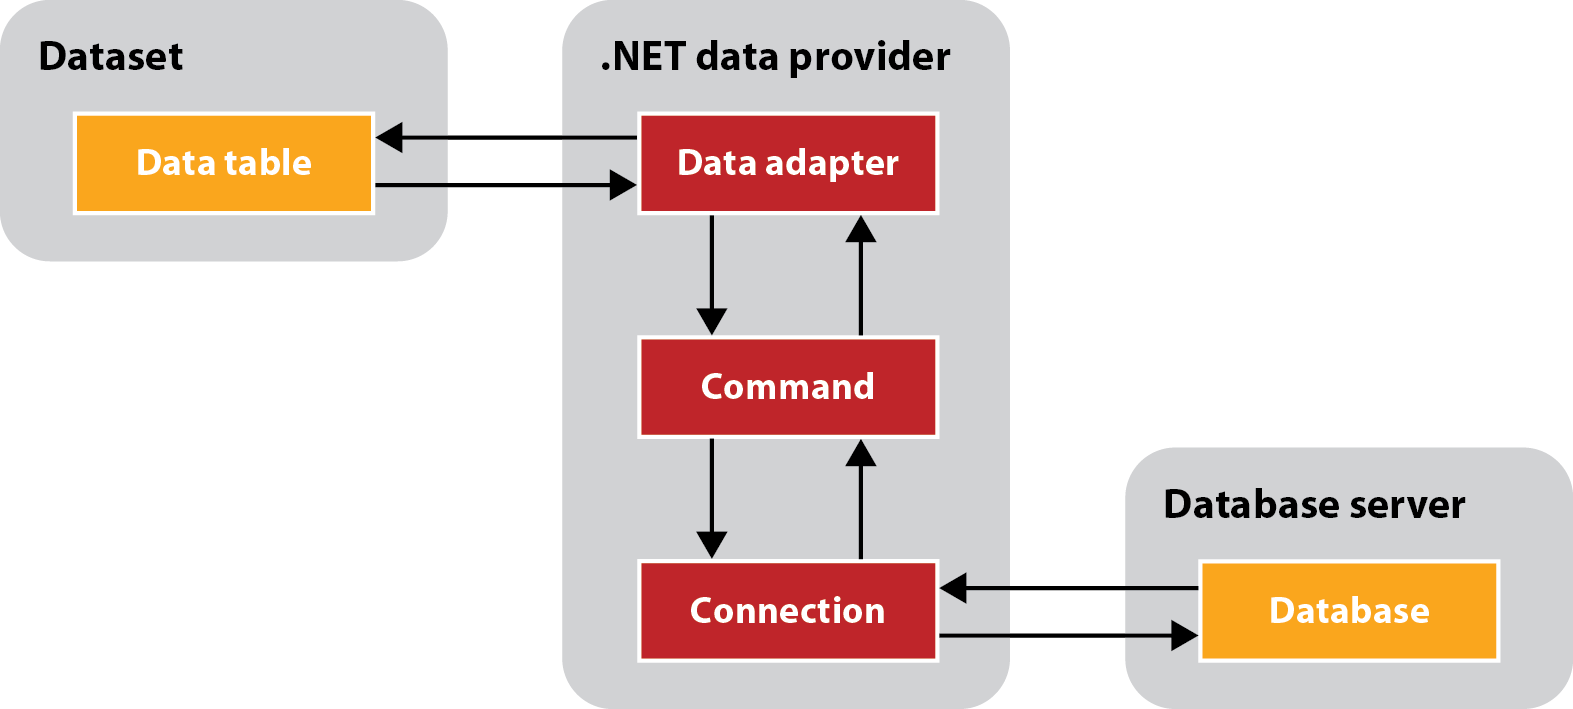 Dataset
Data table
.NET data provider
Data adapter
Command
Connection
Database server
Database